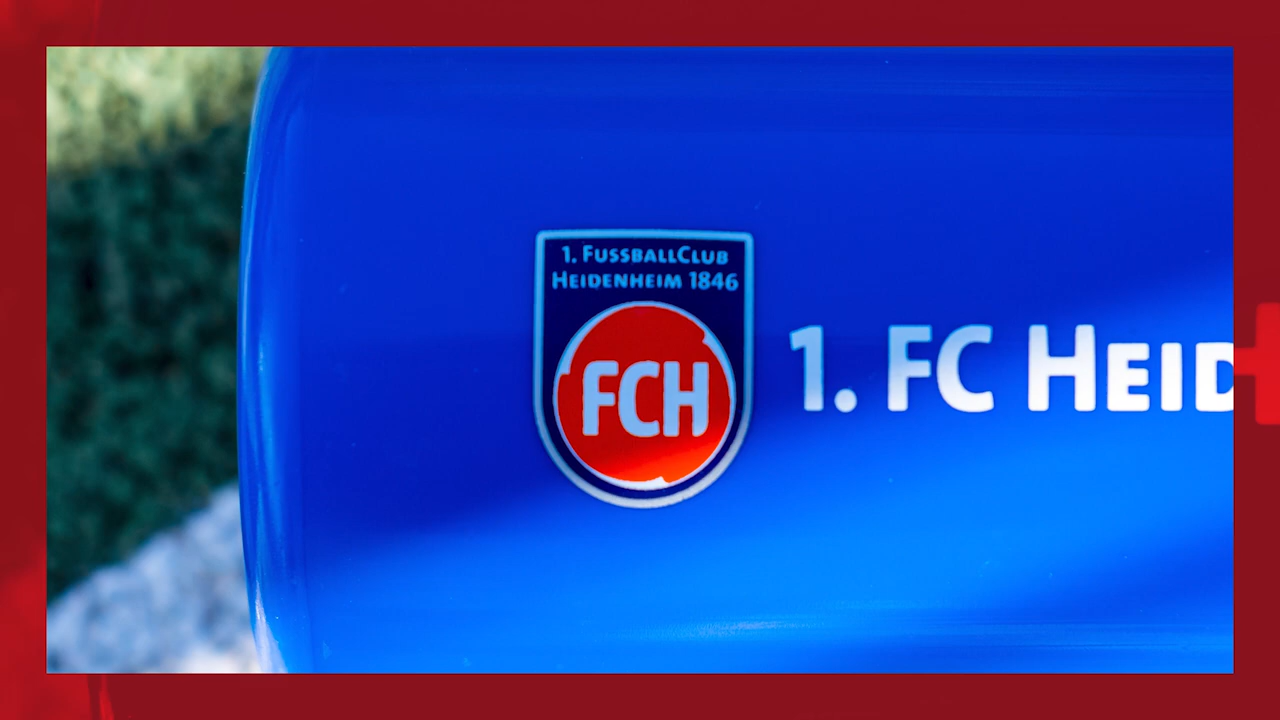 1. FUSSBALLCLUB
HEIDENHEIM 1846
FCH
1. FC HEID